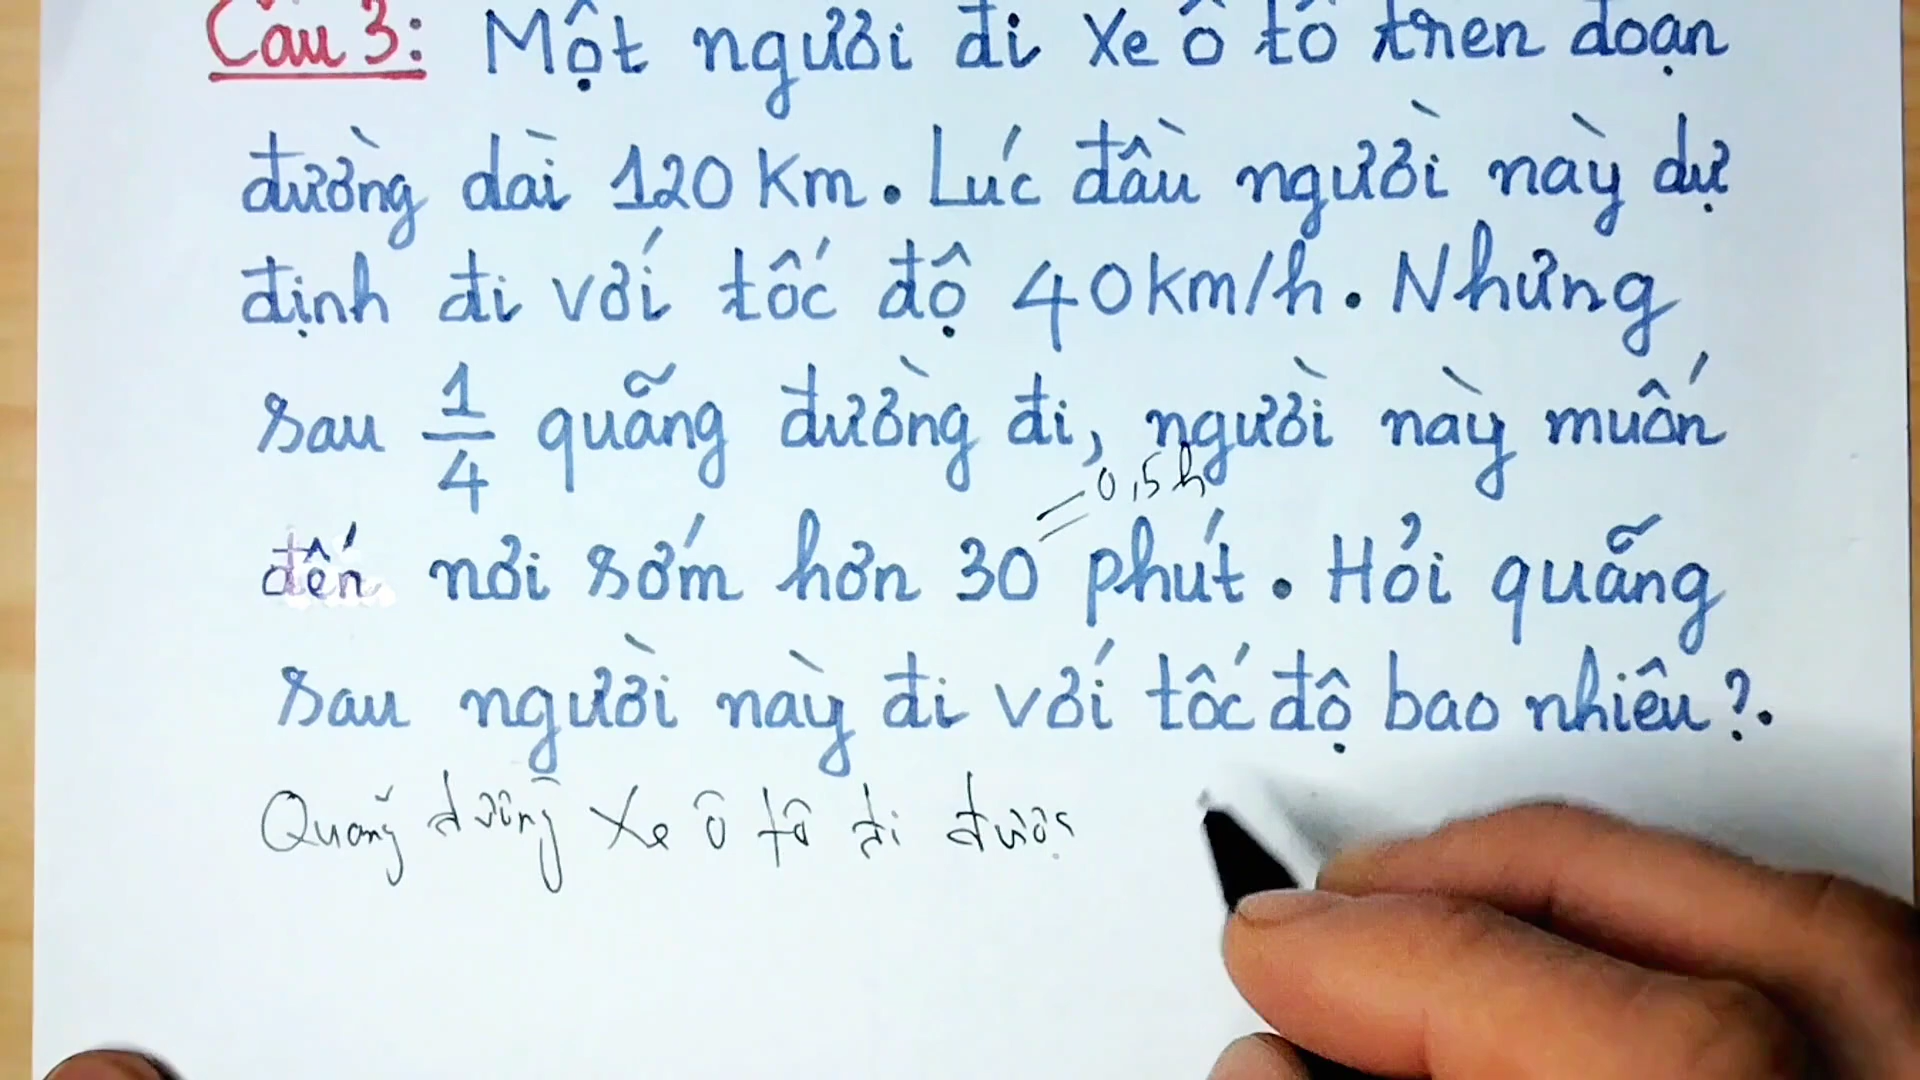 Câu 3: Một người đi xe ô tô trên đoạn
đường dài 120 km. Lúc đầu người này dự
định đi với tốc độ 40km/h. Nhưng
sau 1/4 quãng đường đi, người này muốn
= 0,5h
đến nơi sớm hơn 30 phút. Hỏi quãng
sau người này đi với tốc độ bao nhiêu?.
Quãng đường xe ô tô đi được